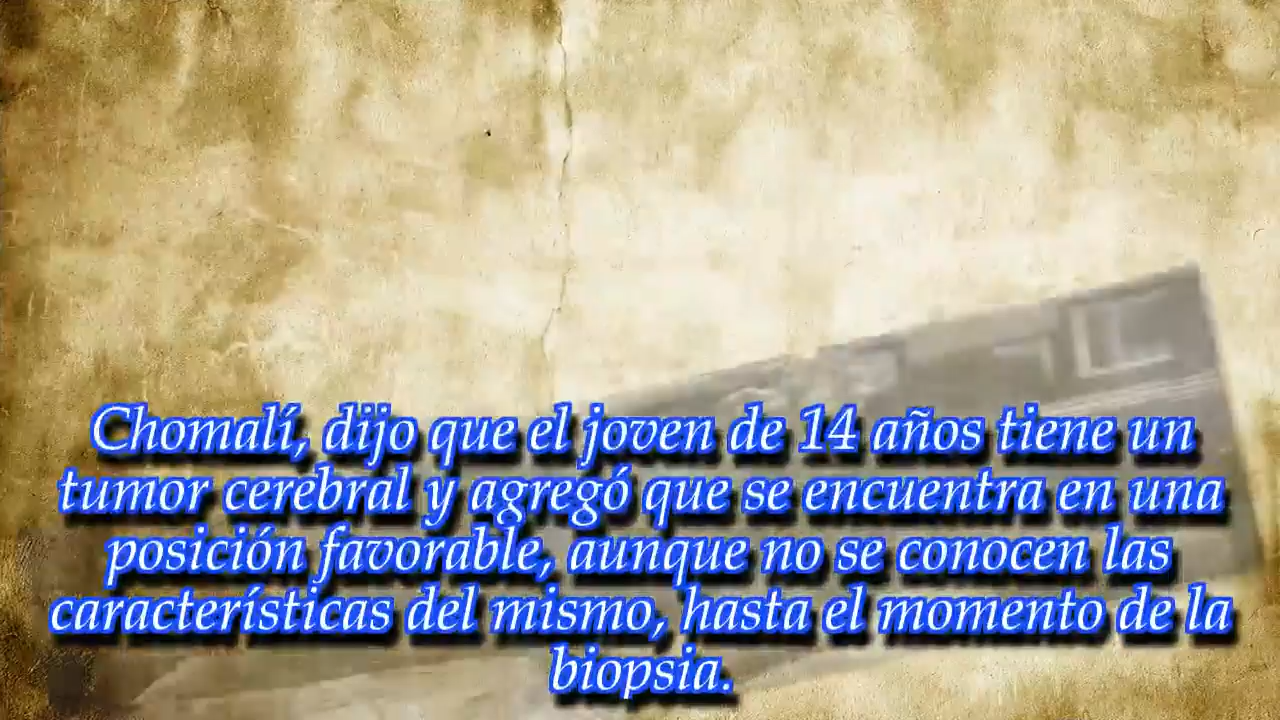 Chomalí, dijo que el joven de 14 años tiene un
tumor cerebral y agregó que se encuentra en una
posición favorable, aunque no se conocen las
características del mismo, hasta el momento de la
biopsia.